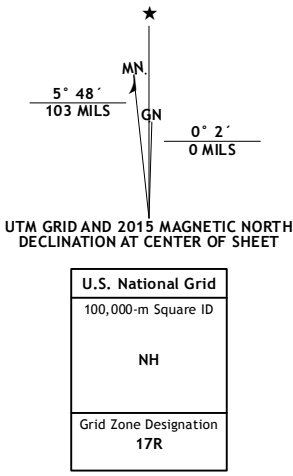 ★
MN.
5° 48´
103 MILS
GN
0° 2´
0 MILS
UTM GRID AND 2015 MAGNETIC NORTH
DECLINATION AT CENTER OF SHEET
U.S. National Grid
100,000-m Square ID
NH
Grid Zone Designation
17R